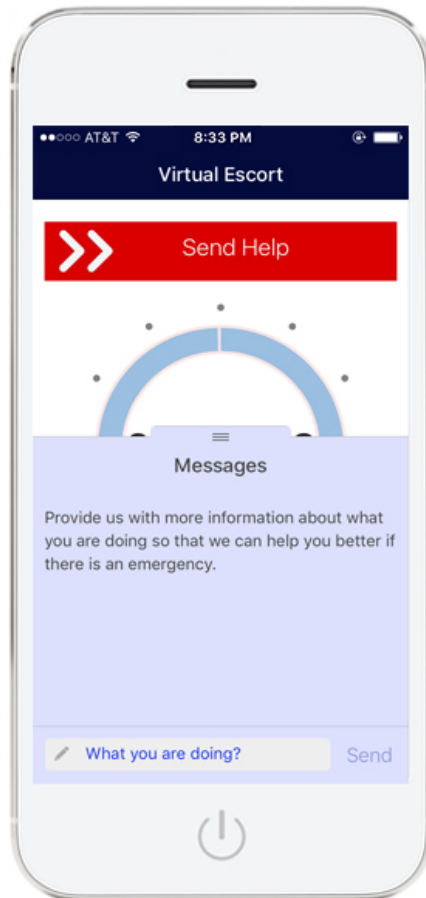 AT&T 8:33 PM
Virtual Escort
Send Help
Messages
Provide us with more information about what
you are doing so that we can help you better if
there is an emergency.
What you are doing? Send